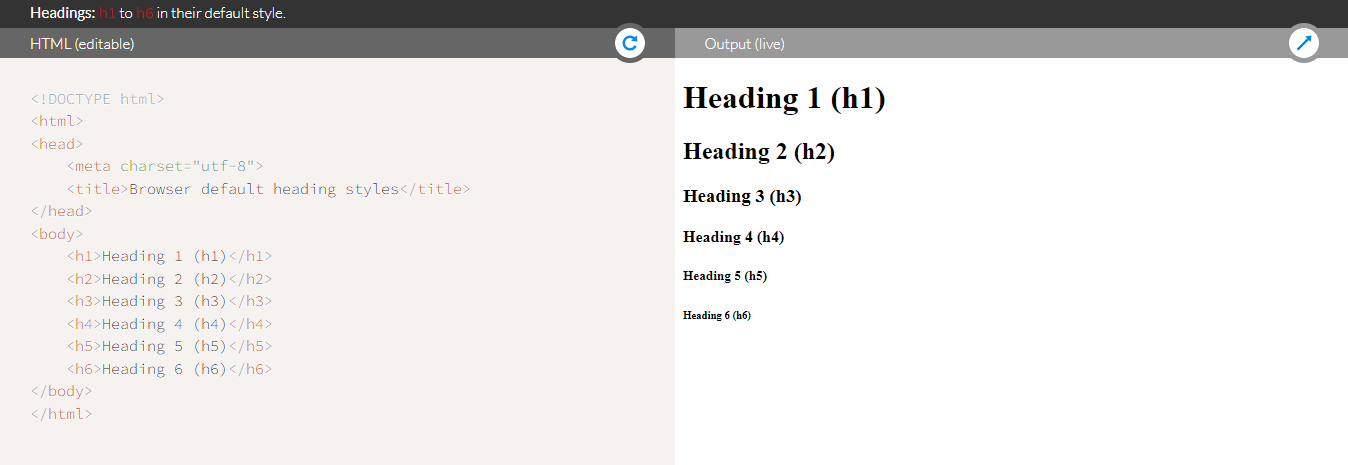 Headings: h1 to h6 in their default style.
HTML (editable)
<!DOCTYPE html>
<html>
<head>
    <meta charset="utf-8">
    <title>Browser default heading styles</title>
</head>
<body>
    <h1>Heading 1 (h1)</h1>
    <h2>Heading 2 (h2)</h2>
    <h3>Heading 3 (h3)</h3>
    <h4>Heading 4 (h4)</h4>
    <h5>Heading 5 (h5)</h5>
    <h6>Heading 6 (h6)</h6>
</body>
</html>
Output (live)
Heading 1 (h1)
Heading 2 (h2)
Heading 3 (h3)
Heading 4 (h4)
Heading 5 (h5)
Heading 6 (h6)